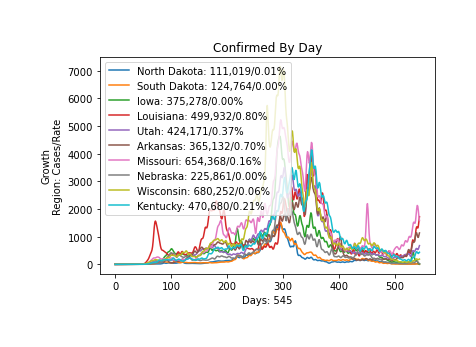 Confirmed By Day
Growth
Region: Cases/Rate
7000
6000
5000
4000
3000
2000
1000
0
North Dakota: 111,019/0.01%
South Dakota: 124,764/0.00%
Iowa: 375,278/0.00%
Louisiana: 499,932/0.80%
Utah: 424,171/0.37%
Arkansas: 365,132/0.70%
Missouri: 654,368/0.16%
Nebraska: 225,861/0.00%
Wisconsin: 680,252/0.06%
Kentucky: 470,680/0.21%
0 100 200 300 400 500
Days: 545